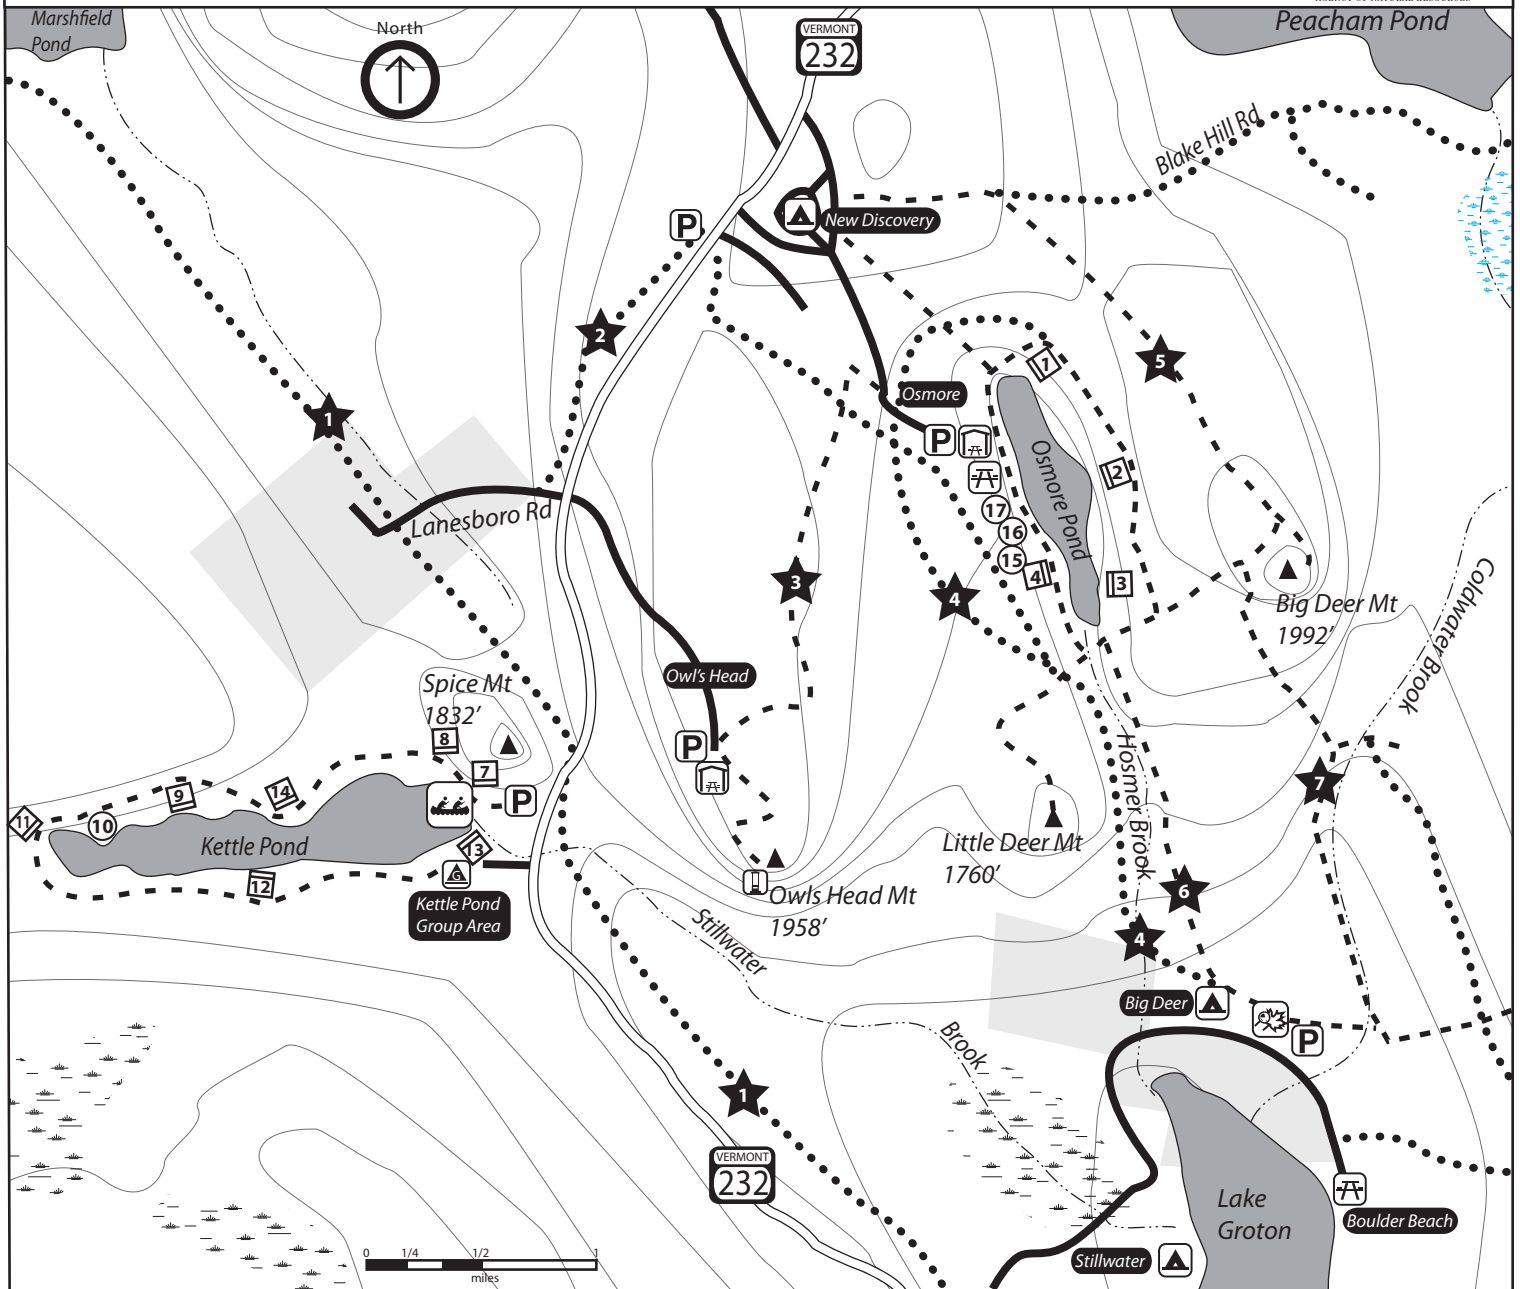 Marshfield
Pond
North
VERMONT
232
Peacham Pond
Blake Hill Rd
P
New Discovery
2
5
1
1
Osmore
P
2
Osmore Pond
17
16
15
4
3
Lanesboro Rd
3
4
Big Deer Mt
1992’
Coldwater Brook
Owl's Head
Spice Mt
1832’
8
7
P
P
9
14
11
10
Kettle Pond
13
12
G
Kettle Pond
Group Area
Hosmer Brook
7
Little Deer Mt
1760’
6
Owls Head Mt
1958’
Stillwater
4
Big Deer
P
Brook
1
VERMONT
232
Lake
Groton
Boulder Beach
Stillwater
0 1/4 1/2 1
miles